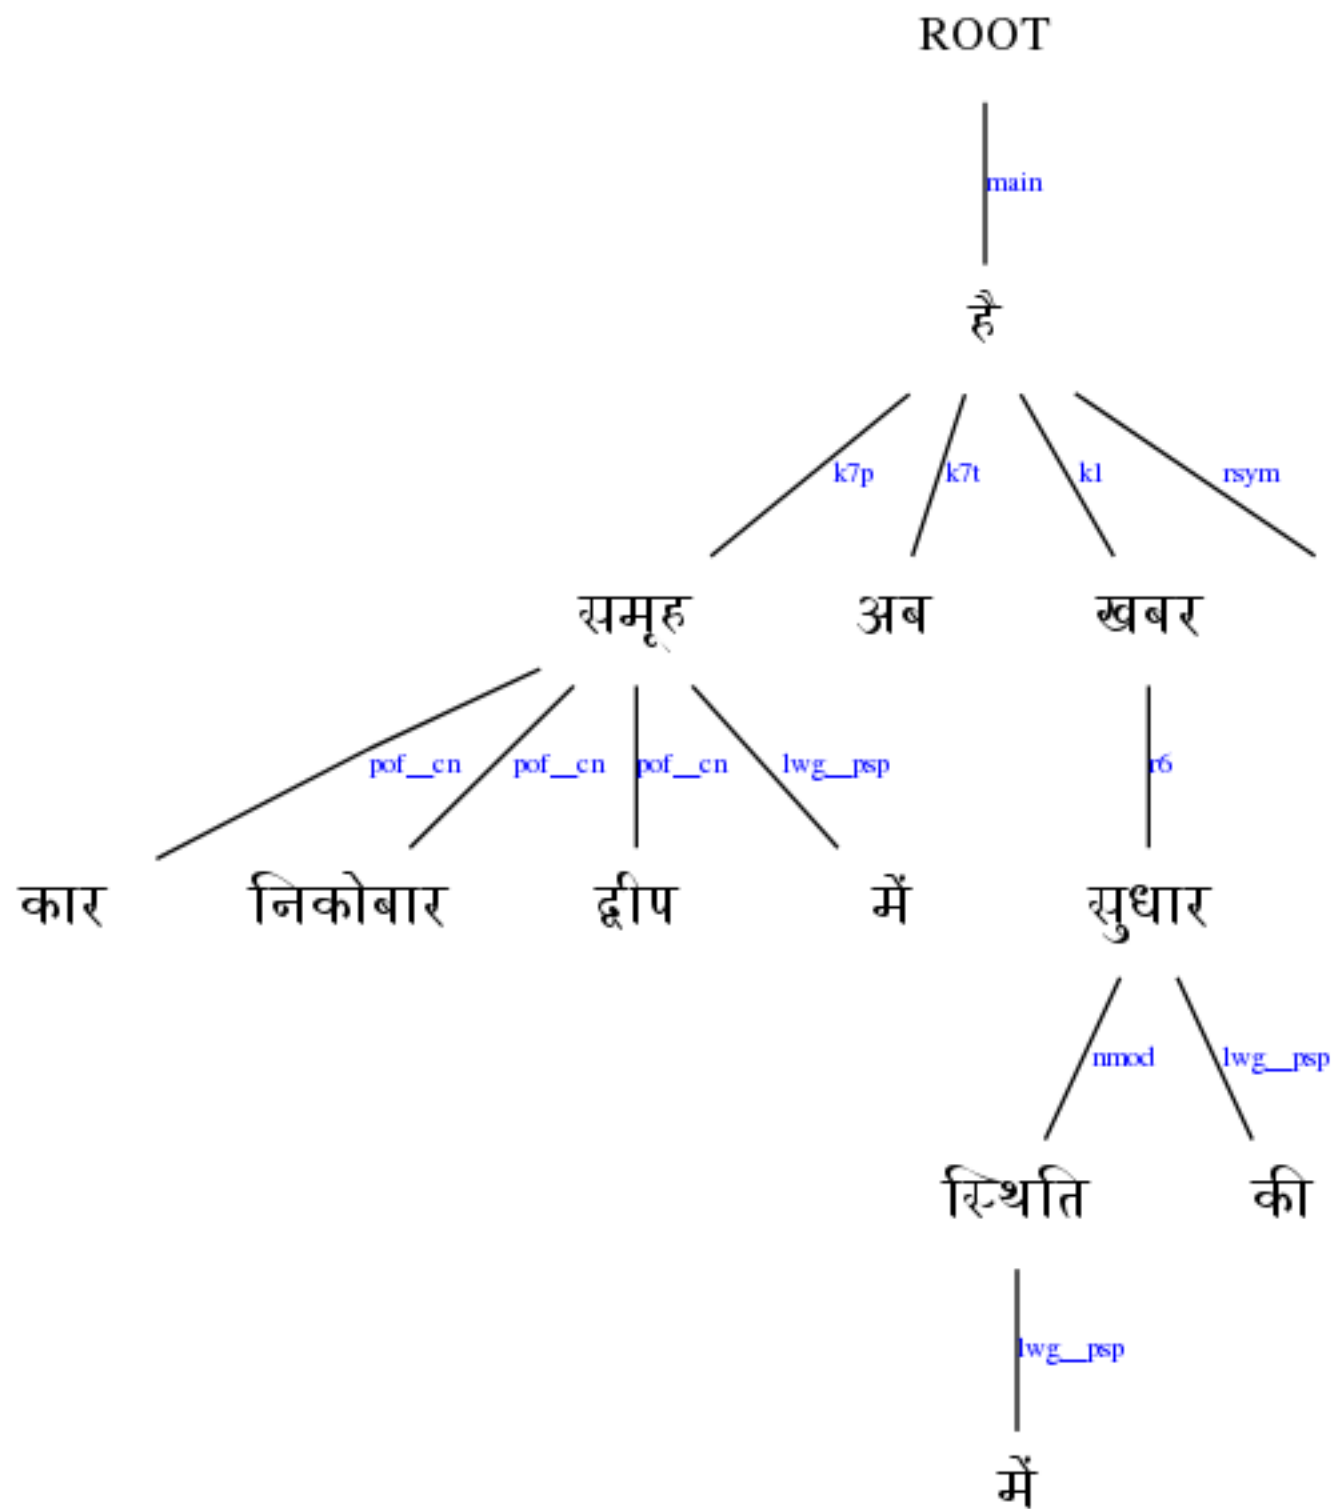 ROOT
main
है
k7p k7t k1 rsym
समूह अब खबर
pof__cn pof__cn pof__cn lwg__psp r6
कार निकोबार द्वीप में सुधार
nmod lwg__psp
स्थिति की
lwg__psp
में